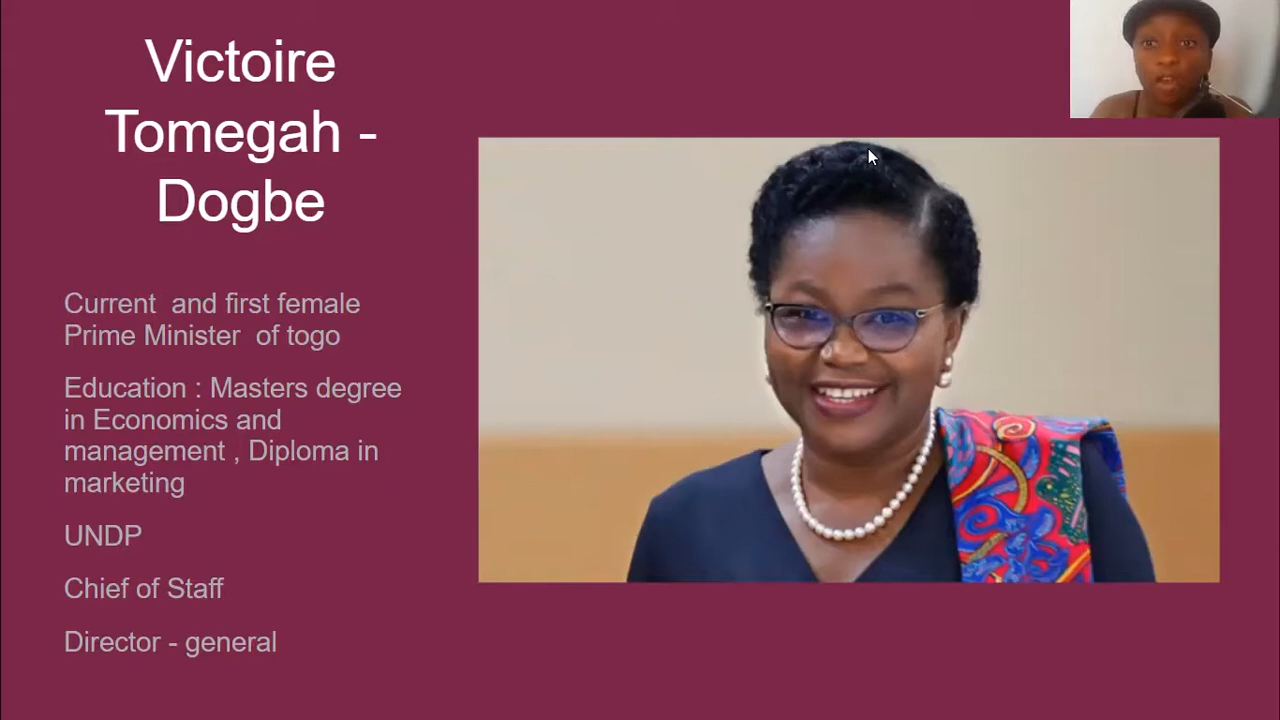 Victoire
Tomegah -
Dogbe
Current  and first female
Prime Minister  of togo
Education : Masters degree
in Economics and
management , Diploma in
marketing
UNDP
Chief of Staff
Director - general